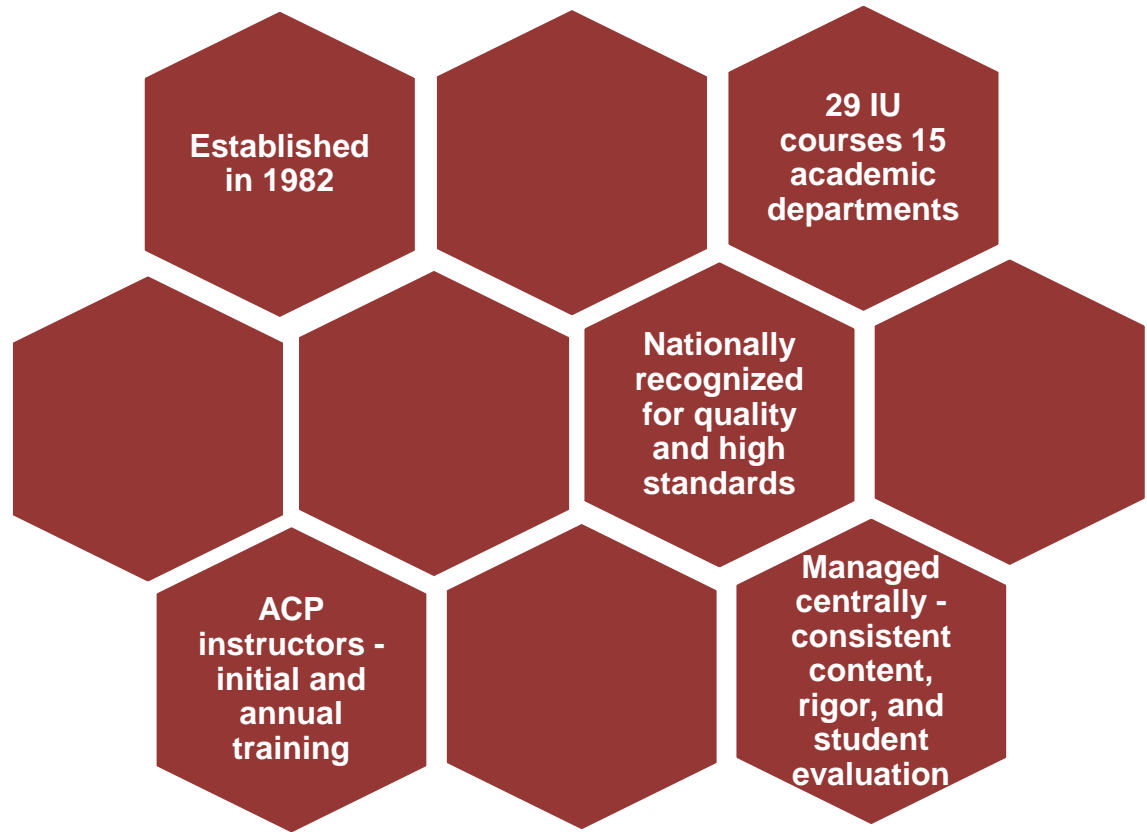 Established
in 1982
29 IU
courses 15
academic
departments
Nationally
recognized
for quality
and high
standards
ACP
instructors -
initial and
annual
training
Managed
centrally -
consistent
content,
rigor, and
student
evaluation